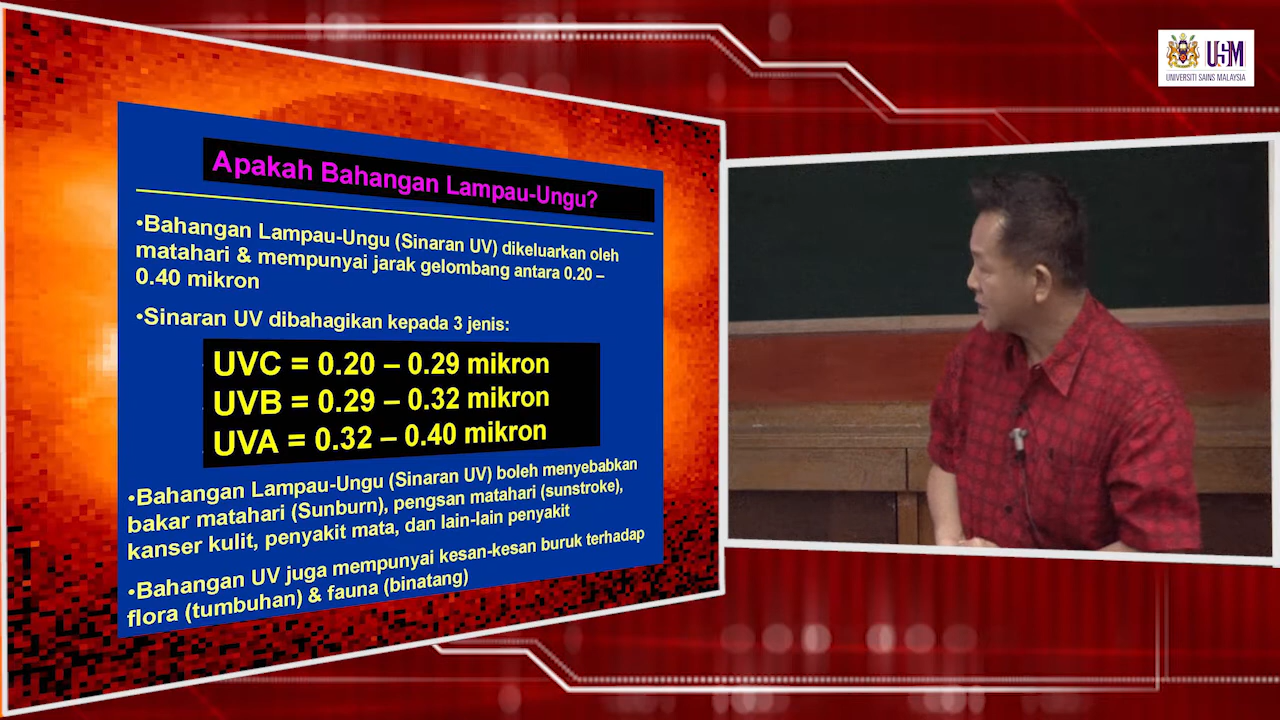 Apakah Bahangan Lampau-Ungu?
•Bahangan Lampau-Ungu (Sinaran UV) dikeluarkan oleh
matahari & mempunyai jarak gelombang antara 0.20 –
0.40 mikron
•Sinaran UV dibahagikan kepada 3 jenis:
UVC = 0.20 – 0.29 mikron
UVB = 0.29 – 0.32 mikron
UVA = 0.32 – 0.40 mikron
•Bahangan Lampau-Ungu (Sinaran UV) boleh menyebabkan
bakar matahari (Sunburn), pengsan matahari (sunstroke),
kanser kulit, penyakit mata, dan lain-lain penyakit
•Bahangan UV juga mempunyai kesan-kesan buruk terhadap
flora (tumbuhan) & fauna (binatang)
USM
UNIVERSITI SAINS MALAYSIA